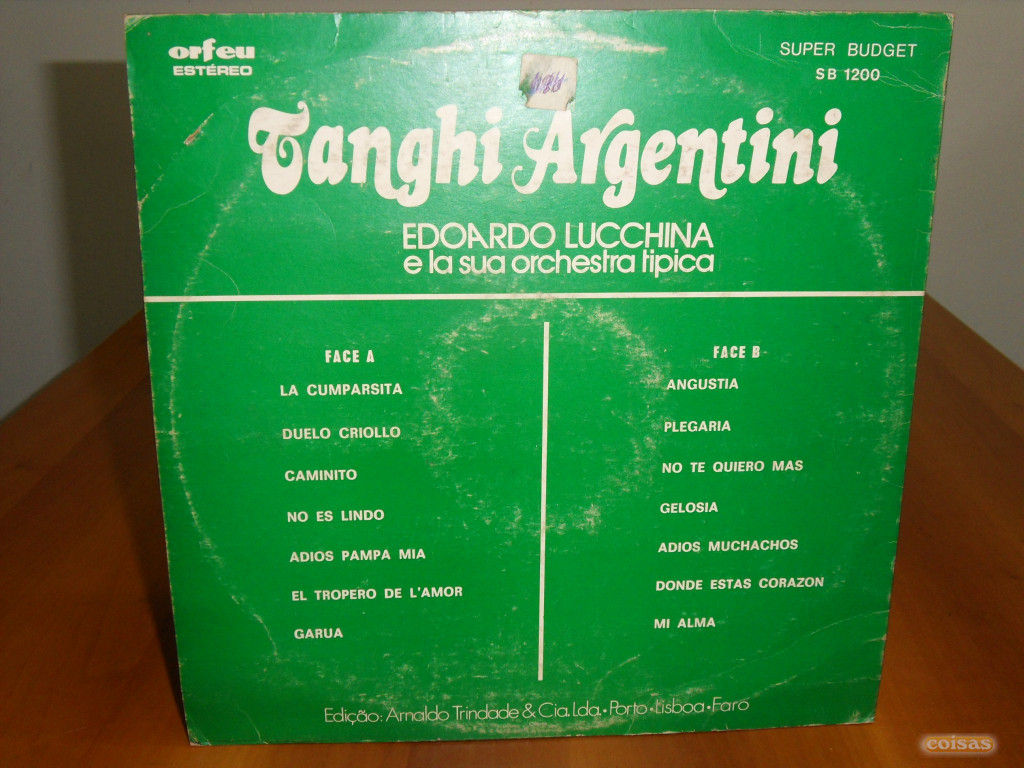 orfeu
ESTÉREO
SUPER BUDGET
SB 1200
Tanghi Argentini
EDOARDO LUCCHINA
e la sua orchestra tipica
FACE A
LA CUMPARSITA
DUELO CRIOLLO
CAMINITO
NO ES LINDO
ADIOS PAMPA MIA
EL TROPERO DE L'AMOR
GARUA
FACE B
ANGUSTIA
PLEGARIA
NO TE QUIERO MAS
GELOSIA
ADIOS MUCHACHOS
DONDE ESTAS CORAZON
MI ALMA
Edição: Arnaldo Trindade & Cia. Lda • Porto • Lisboa • Faro
coisas